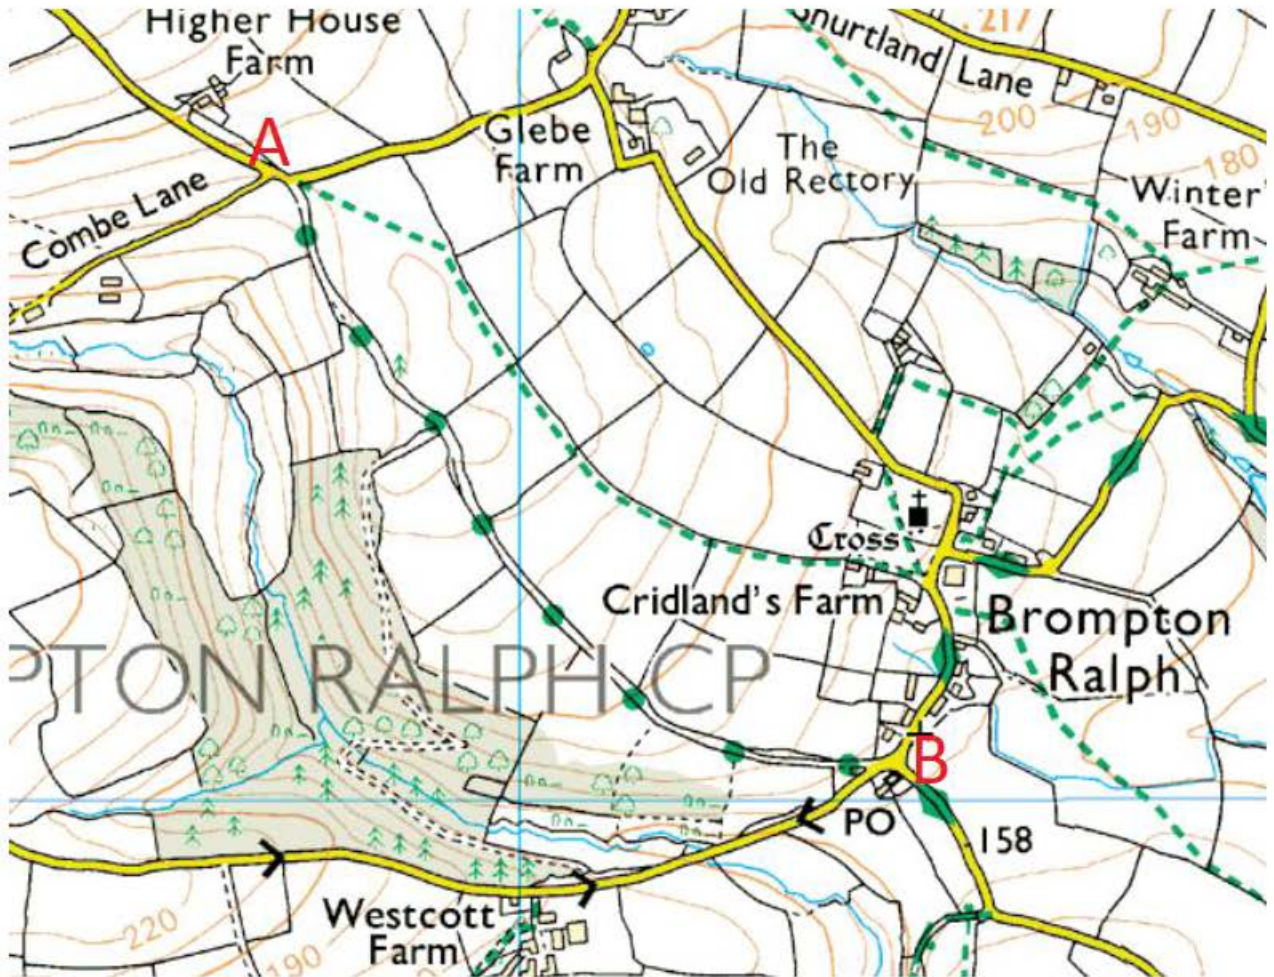 Higher House
Farm
Shurtland Lane
217
200
190
180
A
Glebe
Farm
The
Old Rectory
Winter'
Farm
Combe Lane
Cross
Cridland's Farm
Brompton
Ralph
PTON RALPH CP
B
PO
158
Westcott
Farm
220
190